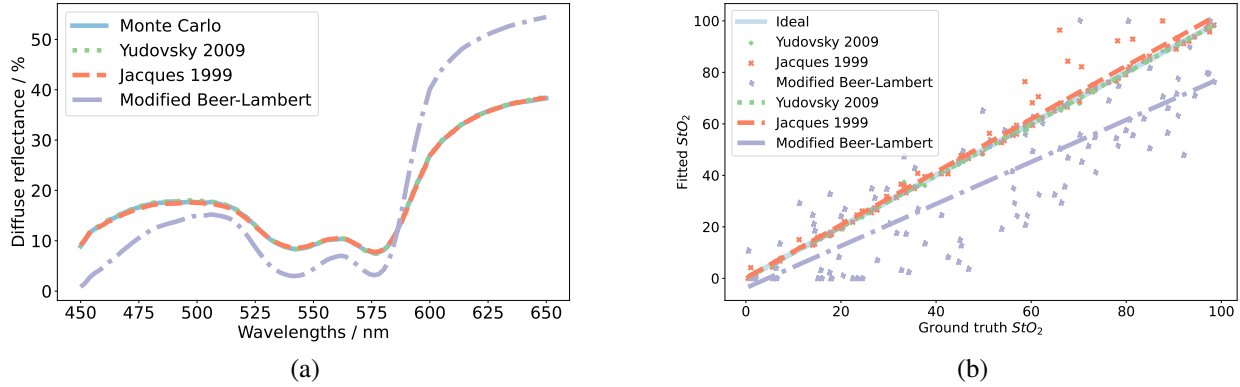 Monte Carlo
Yudovsky 2009
Jacques 1999
Modified Beer-Lambert
Diffuse reflectance / %
50
40
30
20
10
0
450 475 500 525 550 575 600 625 650
Wavelengths / nm
(a)
Ideal
Yudovsky 2009
Jacques 1999
Modified Beer-Lambert
Yudovsky 2009
Jacques 1999
Modified Beer-Lambert
Fitted StO₂
100
80
60
40
20
0
0 20 40 60 80 100
Ground truth StO₂
(b)